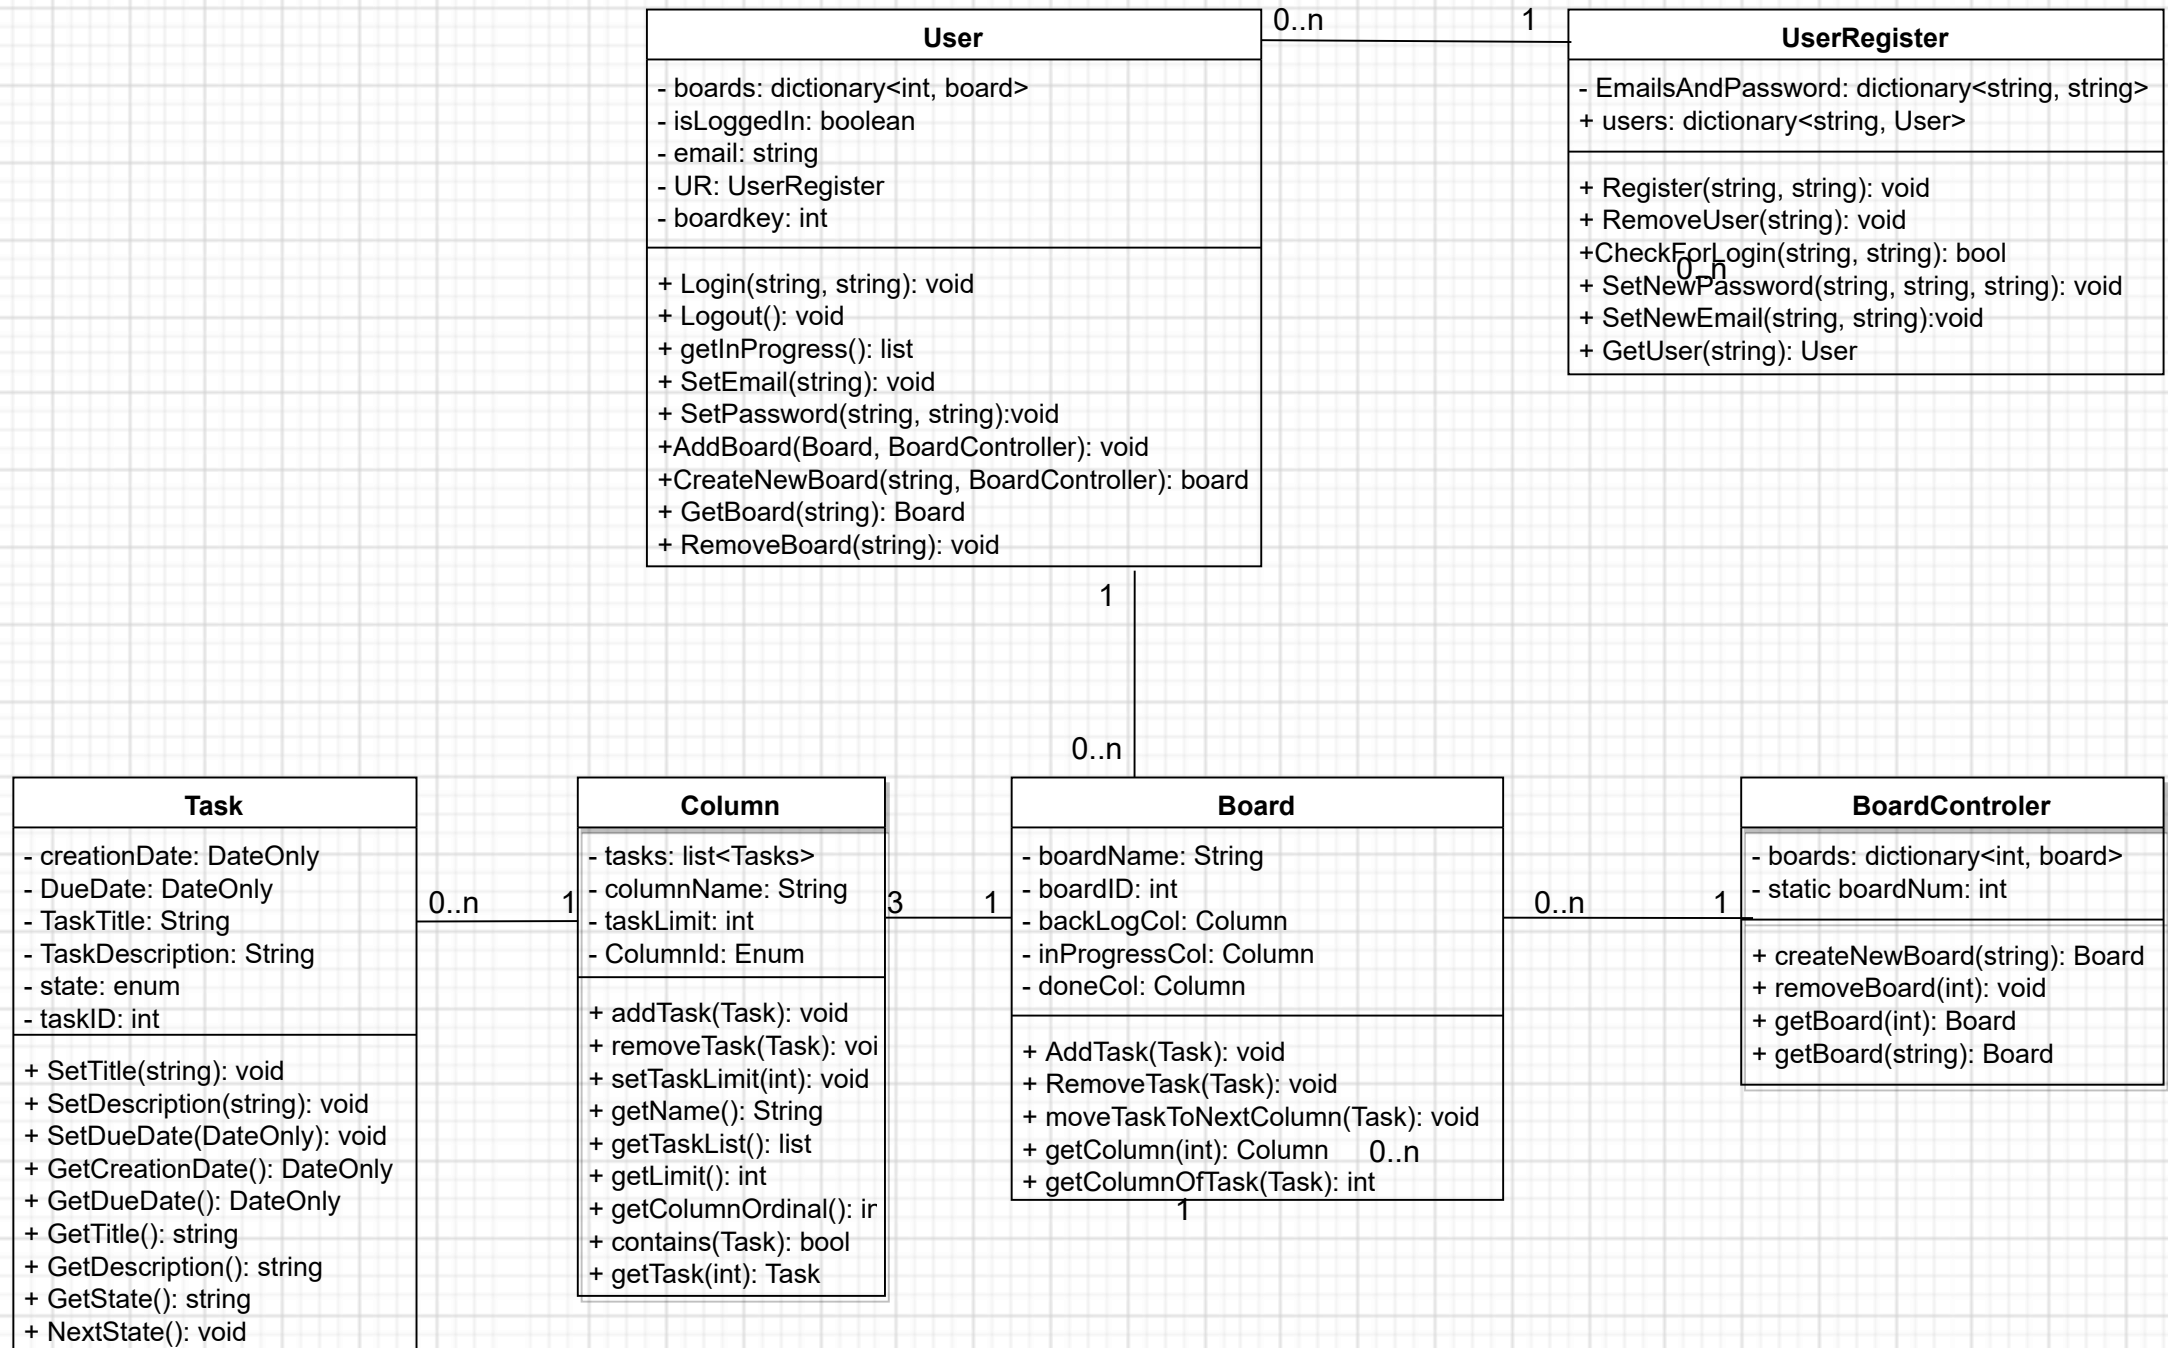 User
- boards: dictionary<int, board>
- isLoggedIn: boolean
- email: string
- UR: UserRegister
- boardkey: int
+ Login(string, string): void
+ Logout(): void
+ getInProgress(): list
+ SetEmail(string): void
+ SetPassword(string, string):void
+AddBoard(Board, BoardController): void
+CreateNewBoard(string, BoardController): board
+ GetBoard(string): Board
+ RemoveBoard(string): void
0..n
1
UserRegister
- EmailsAndPassword: dictionary<string, string>
+ users: dictionary<string, User>
+ Register(string, string): void
+ RemoveUser(string): void
+CheckForLogin(string, string): bool
0..n
+ SetNewPassword(string, string, string): void
+ SetNewEmail(string, string):void
+ GetUser(string): User
1
0..n
Task
- creationDate: DateOnly
- DueDate: DateOnly
- TaskTitle: String
- TaskDescription: String
- state: enum
- taskID: int
+ SetTitle(string): void
+ SetDescription(string): void
+ SetDueDate(DateOnly): void
+ GetCreationDate(): DateOnly
+ GetDueDate(): DateOnly
+ GetTitle(): string
+ GetDescription(): string
+ GetState(): string
+ NextState(): void
0..n
1
Column
- tasks: list<Tasks>
- columnName: String
- taskLimit: int
- ColumnId: Enum
+ addTask(Task): void
+ removeTask(Task): voi
+ setTaskLimit(int): void
+ getName(): String
+ getTaskList(): list
+ getLimit(): int
+ getColumnOrdinal(): in
+ contains(Task): bool
+ getTask(int): Task
3
1
Board
- boardName: String
- boardID: int
- backLogCol: Column
- inProgressCol: Column
- doneCol: Column
+ AddTask(Task): void
+ RemoveTask(Task): void
+ moveTaskToNextColumn(Task): void
+ getColumn(int): Column
0..n
+ getColumnOfTask(Task): int
1
0..n
1
BoardControler
- boards: dictionary<int, board>
- static boardNum: int
+ createNewBoard(string): Board
+ removeBoard(int): void
+ getBoard(int): Board
+ getBoard(string): Board